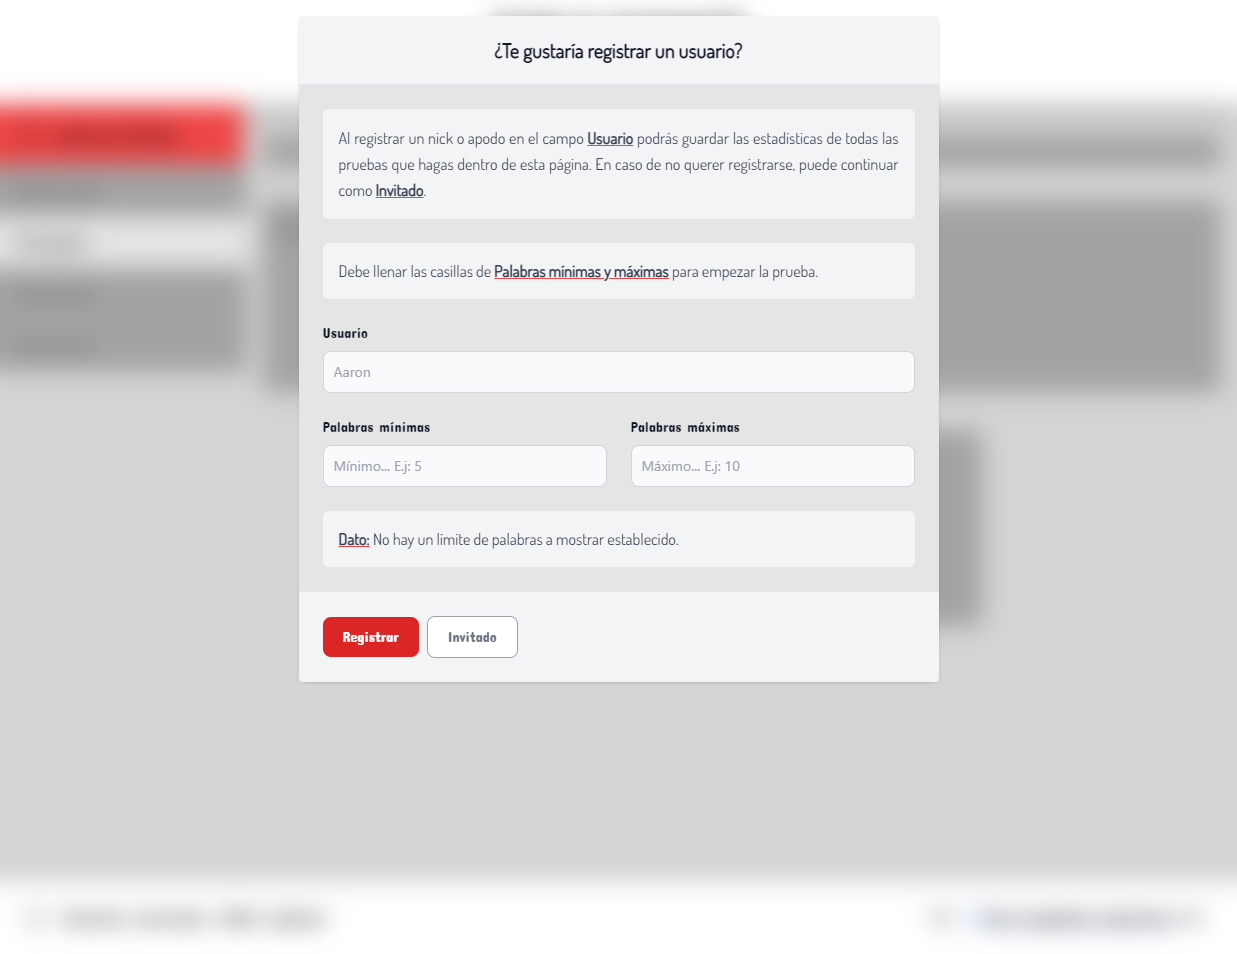 ¿Te gustaría registrar un usuario?
Al registrar un nick o apodo en el campo Usuario podrás guardar las estadísticas de todas las
pruebas que hagas dentro de esta página. En caso de no querer registrarse, puede continuar
como Invitado.
Debe llenar las casillas de Palabras mínimas y máximas para empezar la prueba.
Usuario
Aaron
Palabras mínimas
Palabras máximas
Mínimo... E.j: 5
Máximo... E.j: 10
Dato: No hay un límite de palabras a mostrar establecido.
Registrar
Invitado